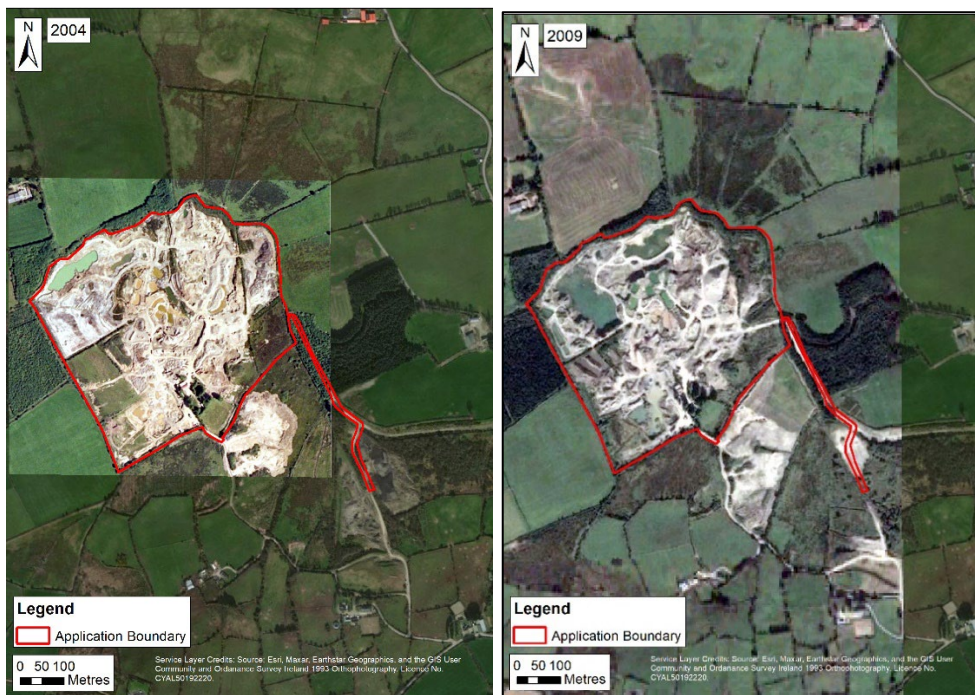 N
2004
Legend
Application Boundary
0 50 100
Metres
Service Layer Credits: Source: Esri, Maxar, Earthstar Geographics, and the GIS User
Community and Ordanance Survey Ireland 1993 Orthophotography. Licence No.
CYAL50192220.
N
2009
Legend
Application Boundary
0 50 100
Metres
Service Layer Credits: Source: Esri, Maxar, Earthstar Geographics, and the GIS User
Community and Ordanance Survey Ireland 1993 Orthophotography. Licence No.
CYAL50192220.